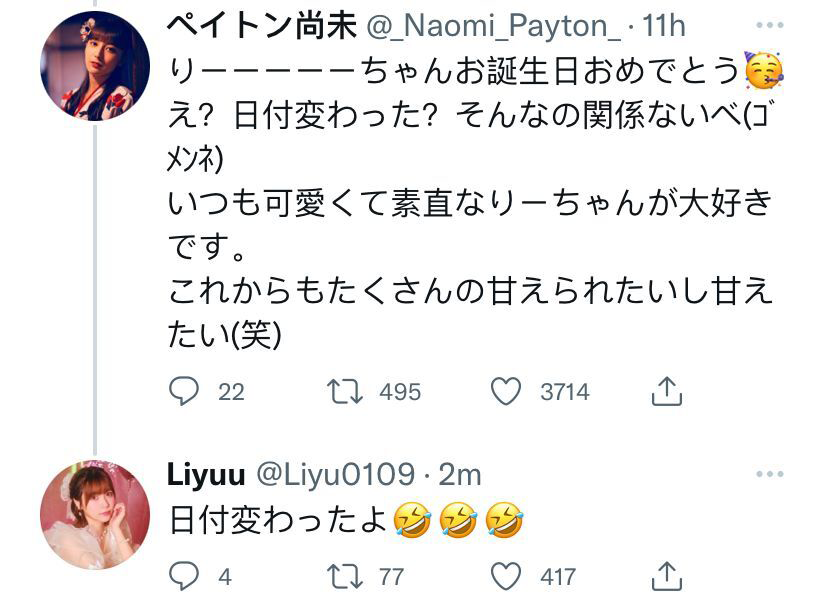 ペイトン尚未 @_Naomi_Payton_ · 11h
りーーーーーちゃんお誕生日おめでとう🥳
え？日付変わった？そんなの関係ないべ(ｺﾞ
ﾒﾝﾈ)
いつも可愛くて素直なりーちゃんが大好き
です。
これからもたくさんの甘えられたいし甘え
たい(笑)
22 495 3714
Liyuu @Liyu0109 · 2m
日付変わったよ🤣🤣🤣
4 77 417